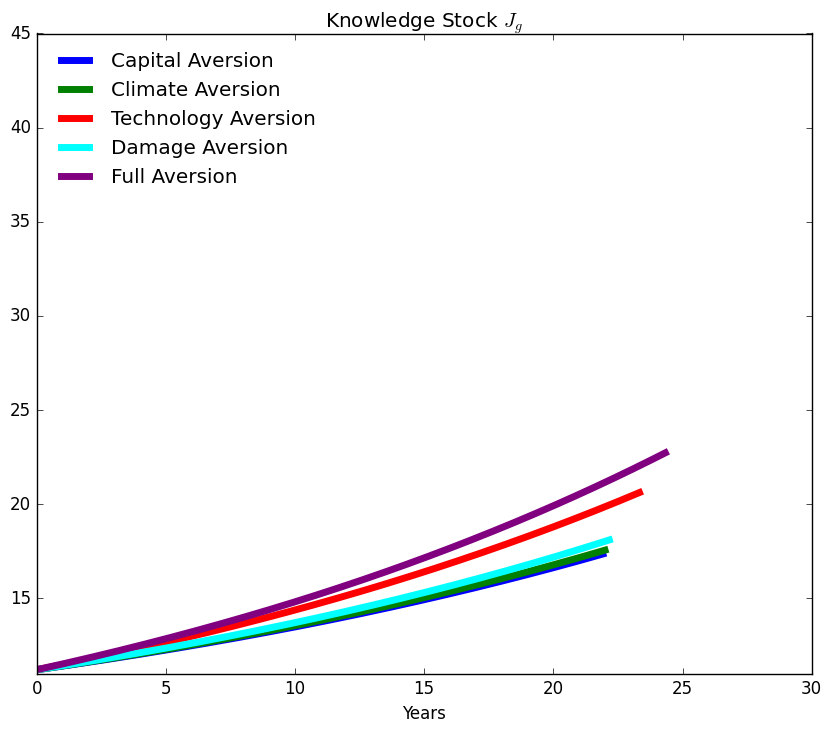 Knowledge Stock J_g
45
40
35
30
25
20
15
Capital Aversion
Climate Aversion
Technology Aversion
Damage Aversion
Full Aversion
0 5 10 15 20 25 30
Years